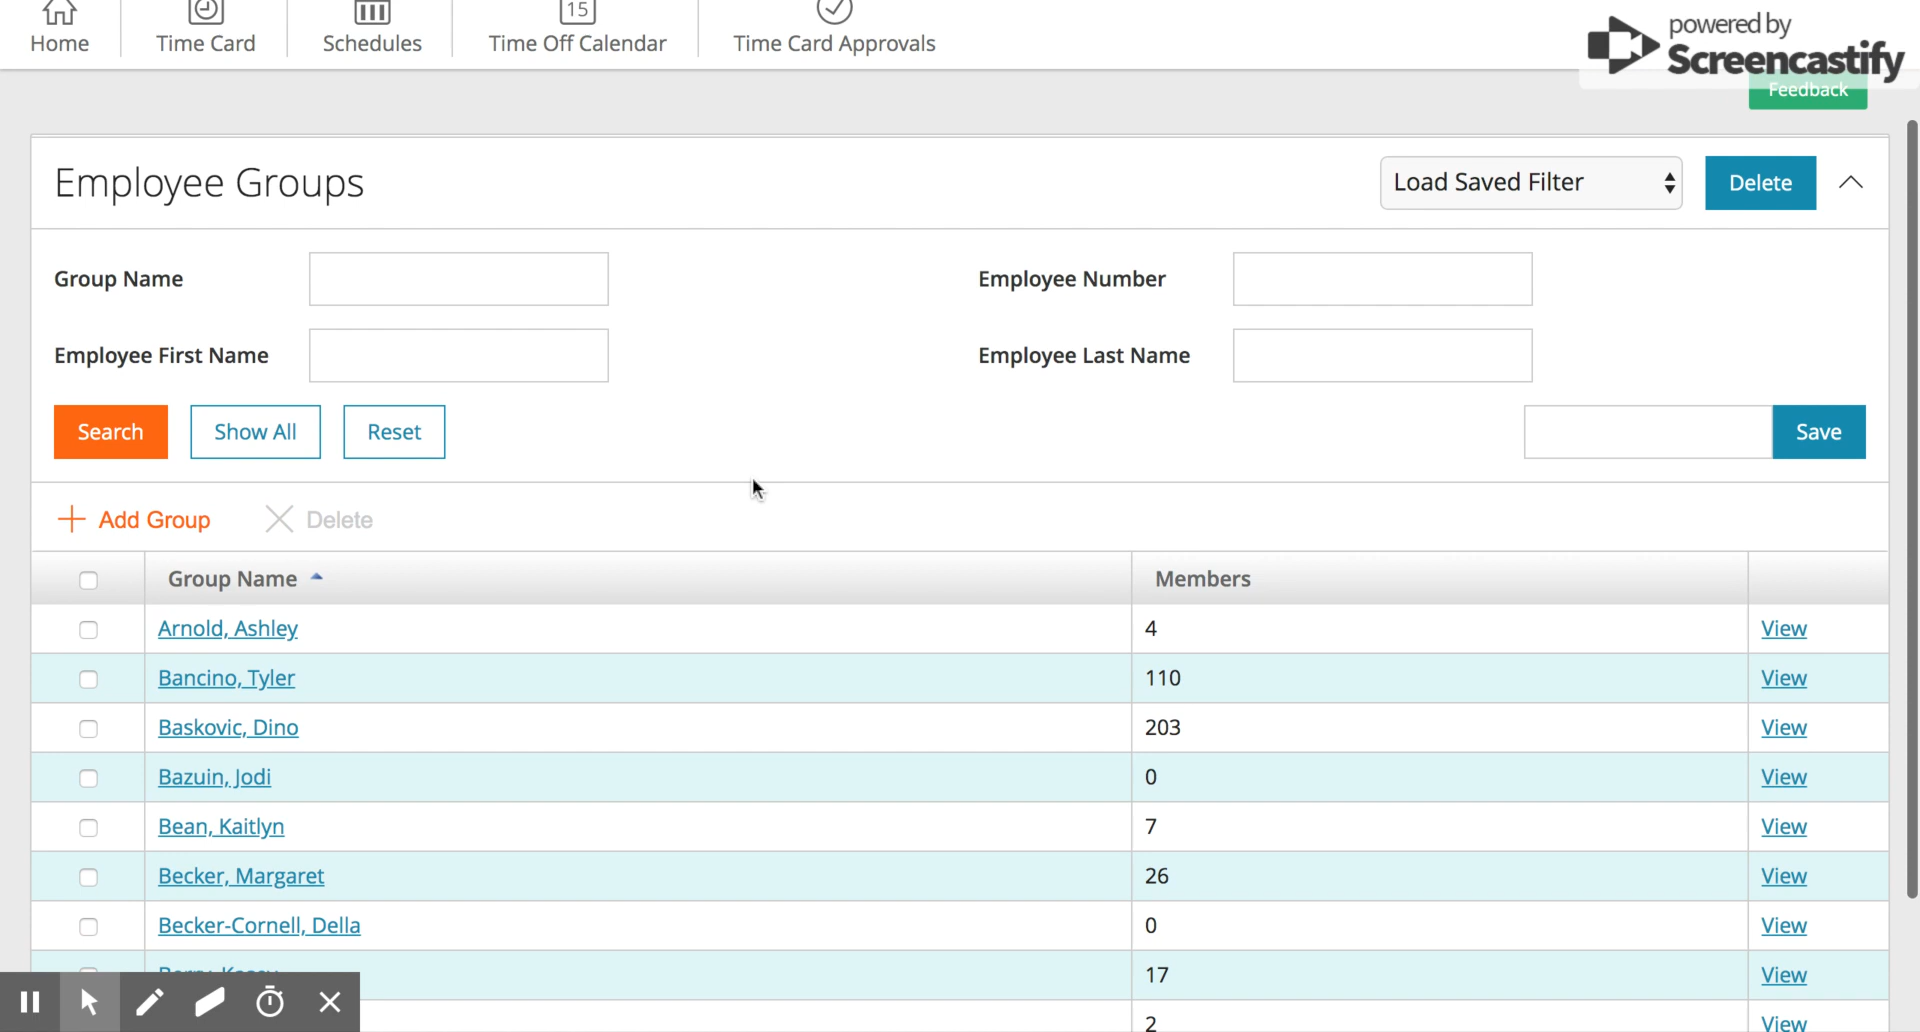 15
Home Time Card Schedules Time Off Calendar Time Card Approvals
powered by
Screencastify
Feedback
Employee Groups Load Saved Filter Delete
Group Name Employee Number
Employee First Name Employee Last Name
Search Show All Reset Save
Add Group Delete
Group Name Members
Arnold, Ashley 4 View
Bancino, Tyler 110 View
Baskovic, Dino 203 View
Bazuin, Jodi 0 View
Bean, Kaitlyn 7 View
Becker, Margaret 26 View
Becker-Cornell, Della 0 View
17 View
2 View